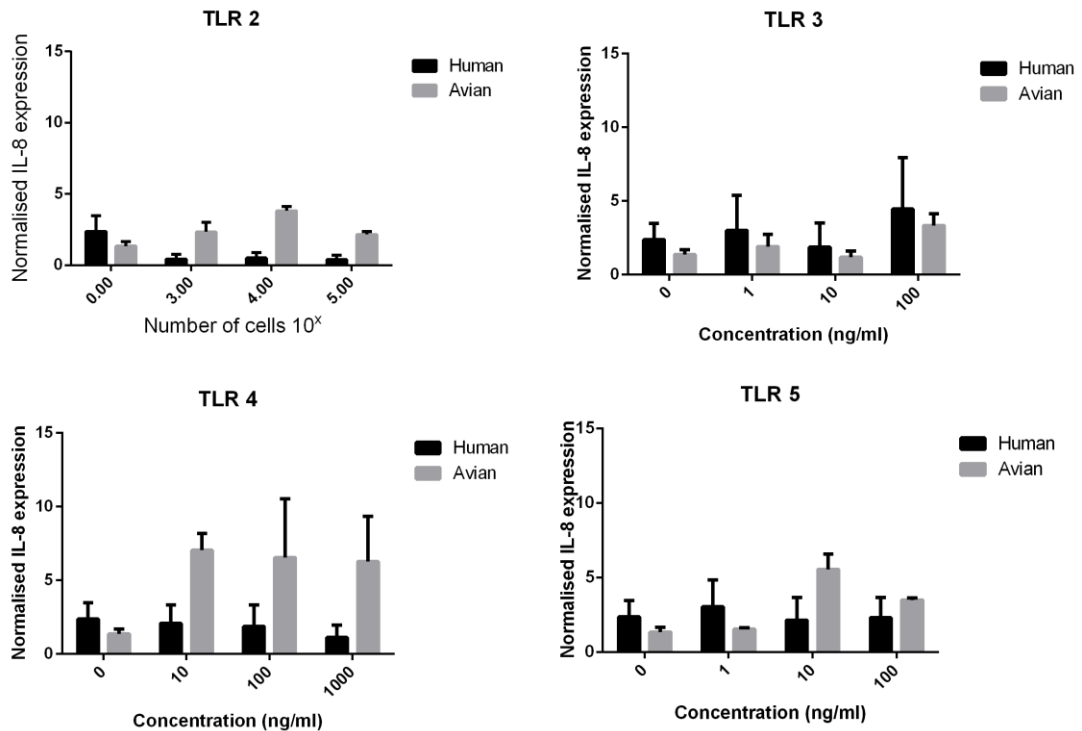 TLR 2
Normalised IL-8 expression
15
10
5
0
0.00
3.00
4.00
5.00
Number of cells 10ˣ
Human
Avian
TLR 3
Normalised IL-8 expression
15
10
5
0
0
1
10
100
Concentration (ng/ml)
Human
Avian
TLR 4
Normalised IL-8 expression
15
10
5
0
0
10
100
1000
Concentration (ng/ml)
Human
Avian
TLR 5
Normalised IL-8 expression
15
10
5
0
0
1
10
100
Concentration (ng/ml)
Human
Avian